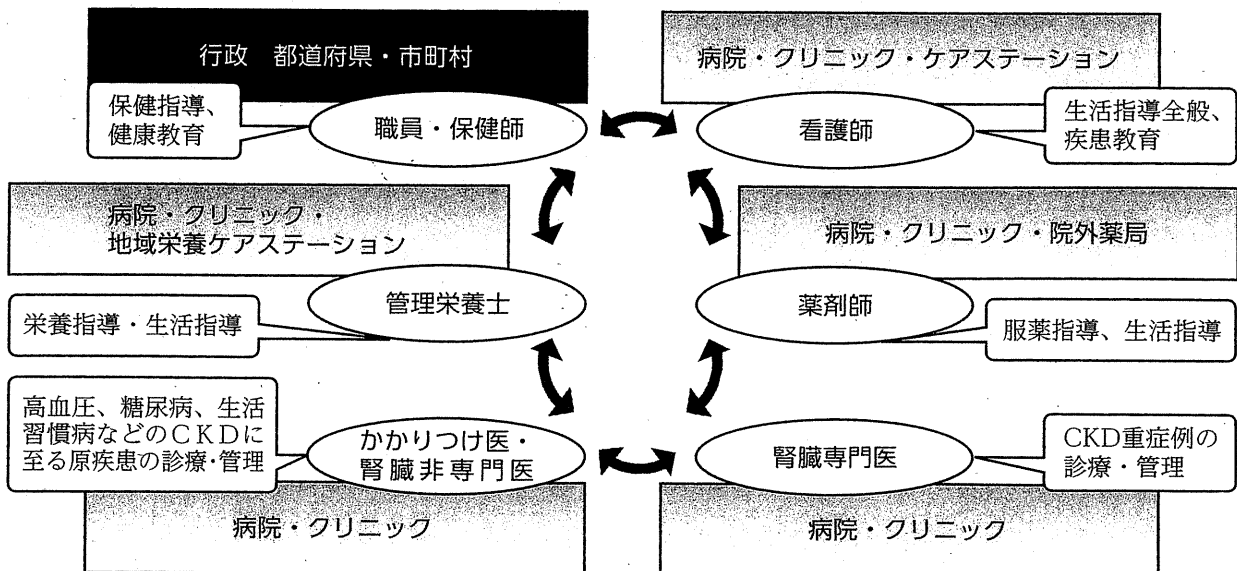 行政 都道府県・市町村
病院・クリニック・ケアステーション
保健指導、
健康教育
職員・保健師
看護師
生活指導全般、
疾患教育
病院・クリニック・
地域栄養ケアステーション
病院・クリニック・院外薬局
管理栄養士
薬剤師
栄養指導・生活指導
服薬指導、生活指導
高血圧、糖尿病、生活
習慣病などのCKDに
至る原疾患の診療・管理
かかりつけ医・
腎臓非専門医
腎臓専門医
CKD重症例の
診療・管理
病院・クリニック
病院・クリニック